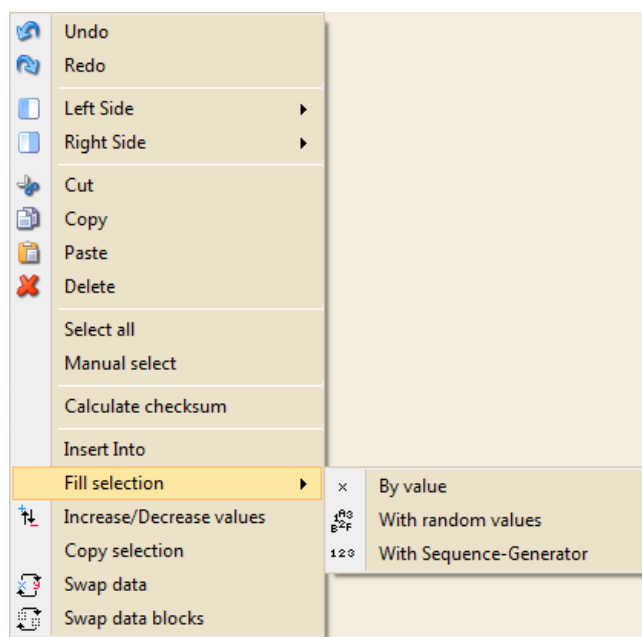 Undo
Redo
Left Side
Right Side
Cut
Copy
Paste
Delete
Select all
Manual select
Calculate checksum
Insert Into
Fill selection
By value
Increase/Decrease values
With random values
Copy selection
With Sequence-Generator
Swap data
Swap data blocks